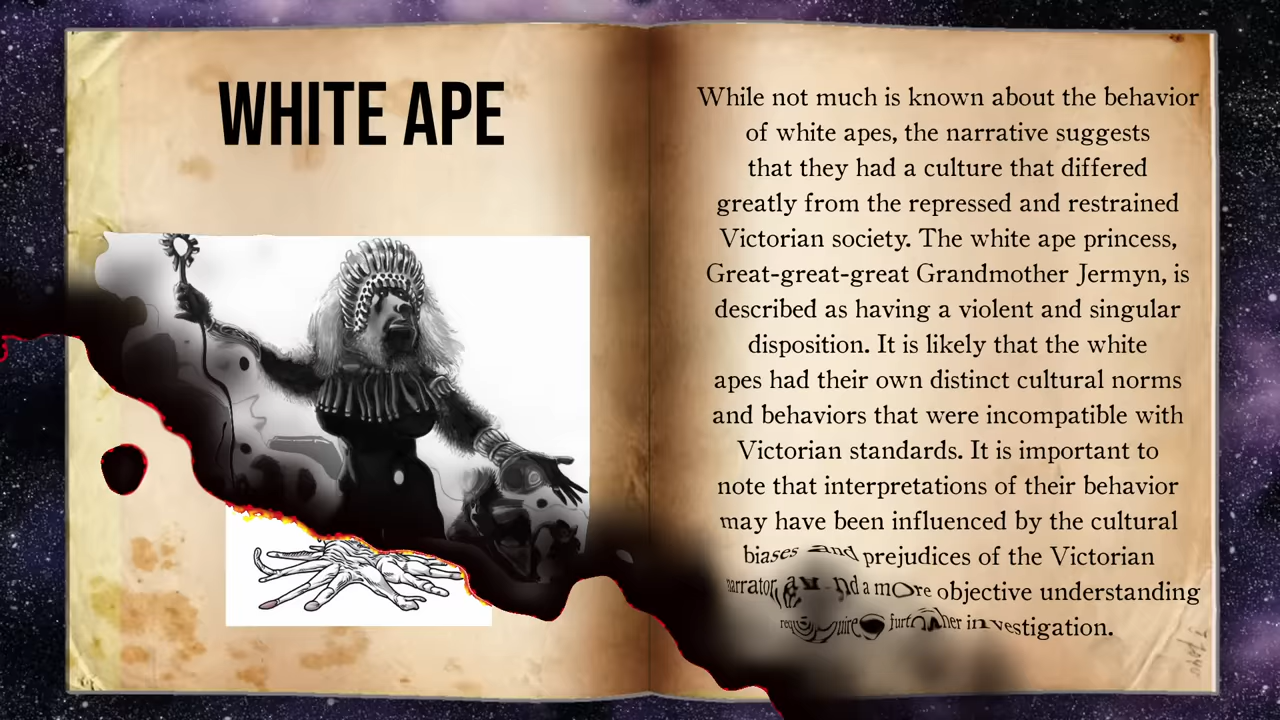 WHITE APE
While not much is known about the behavior
of white apes, the narrative suggests
that they had a culture that differed
greatly from the repressed and restrained
Victorian society. The white ape princess,
Great-great-great Grandmother Jermyn, is
described as having a violent and singular
disposition. It is likely that the white
apes had their own distinct cultural norms
and behaviors that were incompatible with
Victorian standards. It is important to
note that interpretations of their behavior
may have been influenced by the cultural
biases and prejudices of the Victorian
narrator, and a more objective understanding
further investigation.